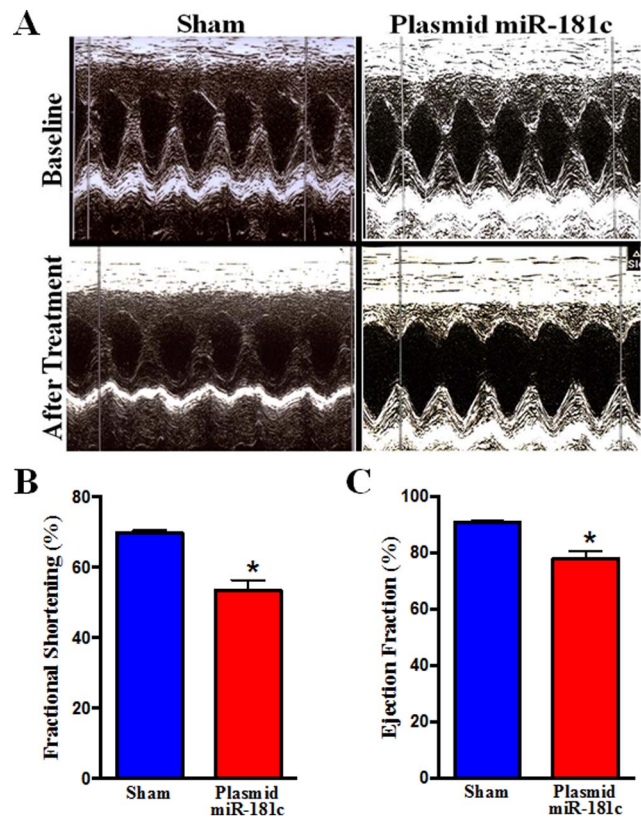 A
Sham
Plasmid miR-181c
Baseline
After Treatment
B
Fractional Shortening (%)
80
60
40
20
0
*
Sham
Plasmid
miR-181c
C
Ejection Fraction (%)
100
80
60
40
20
0
*
Sham
Plasmid
miR-181c